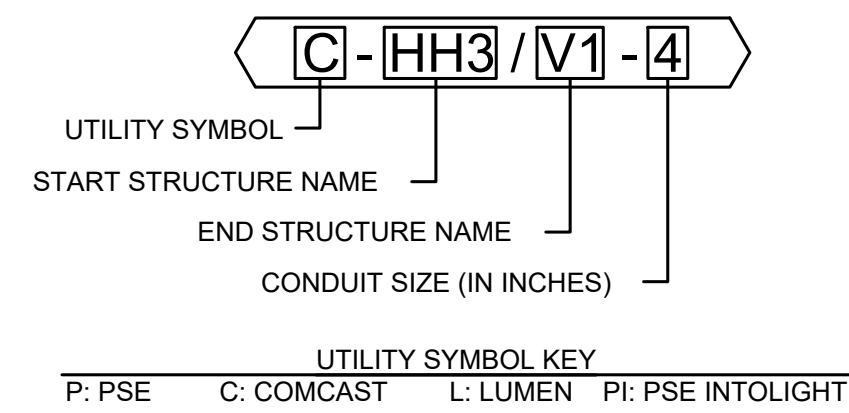 C - HH3 / V1 - 4
UTILITY SYMBOL
START STRUCTURE NAME
END STRUCTURE NAME
CONDUIT SIZE (IN INCHES)
UTILITY SYMBOL KEY
P: PSE C: COMCAST L: LUMEN PI: PSE INTOLIGHT